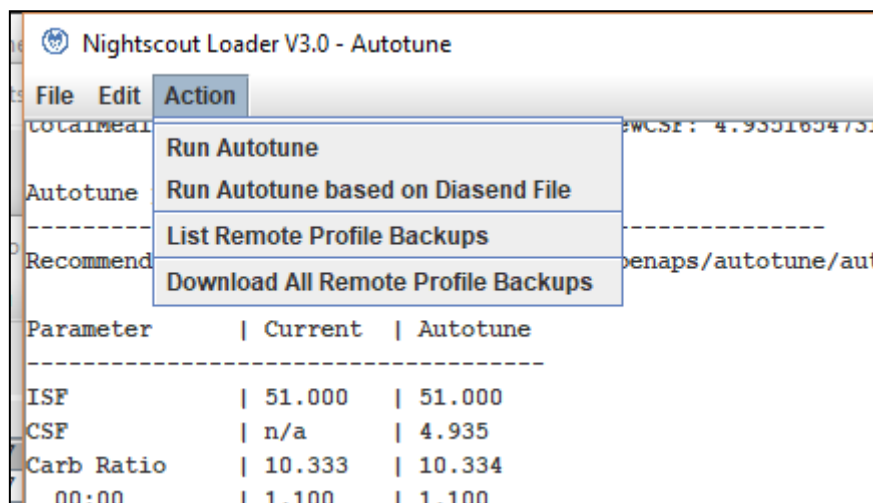 Nightscout Loader V3.0 - Autotune
File Edit Action
Run Autotune
Autotune
Run Autotune based on Diasend File
List Remote Profile Backups
Recommend
Download All Remote Profile Backups
Parameter | Current | Autotune
ISF | 51.000 | 51.000
CSF | n/a | 4.935
Carb Ratio | 10.333 | 10.334
00:00 | 1.100 | 1.100